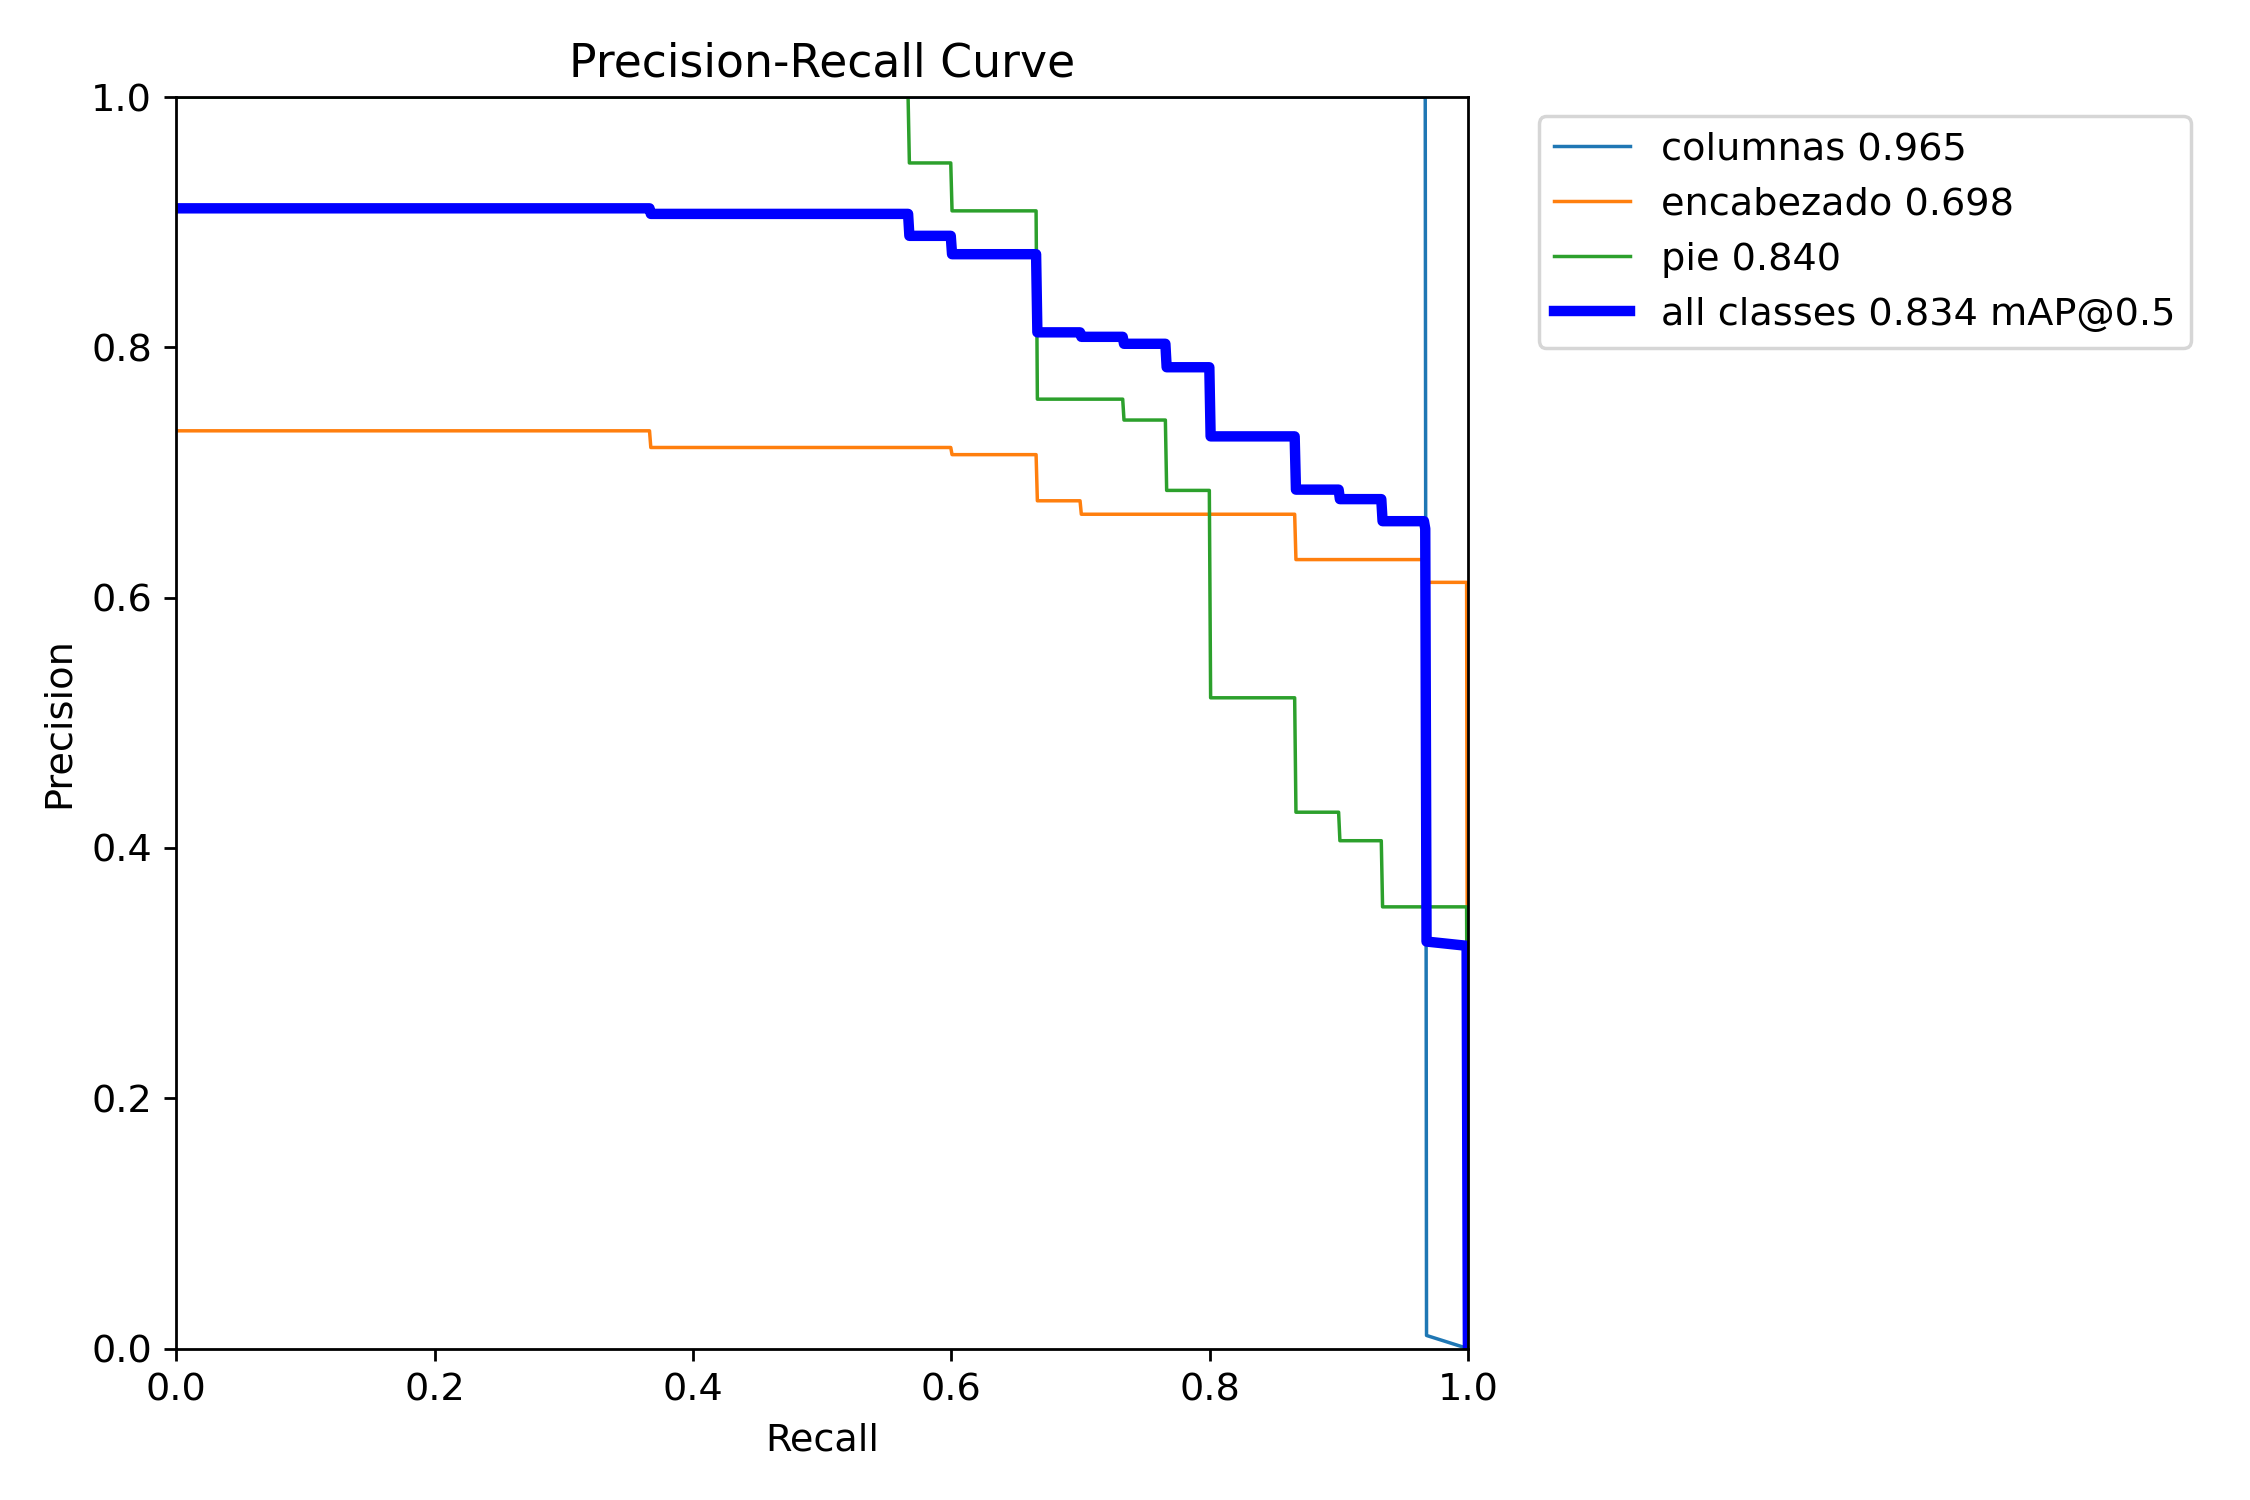 Precision-Recall Curve
1.0
0.8
0.6
0.4
0.2
0.0
Precision
0.0 0.2 0.4 0.6 0.8 1.0
Recall
columnas 0.965
encabezado 0.698
pie 0.840
all classes 0.834 mAP@0.5